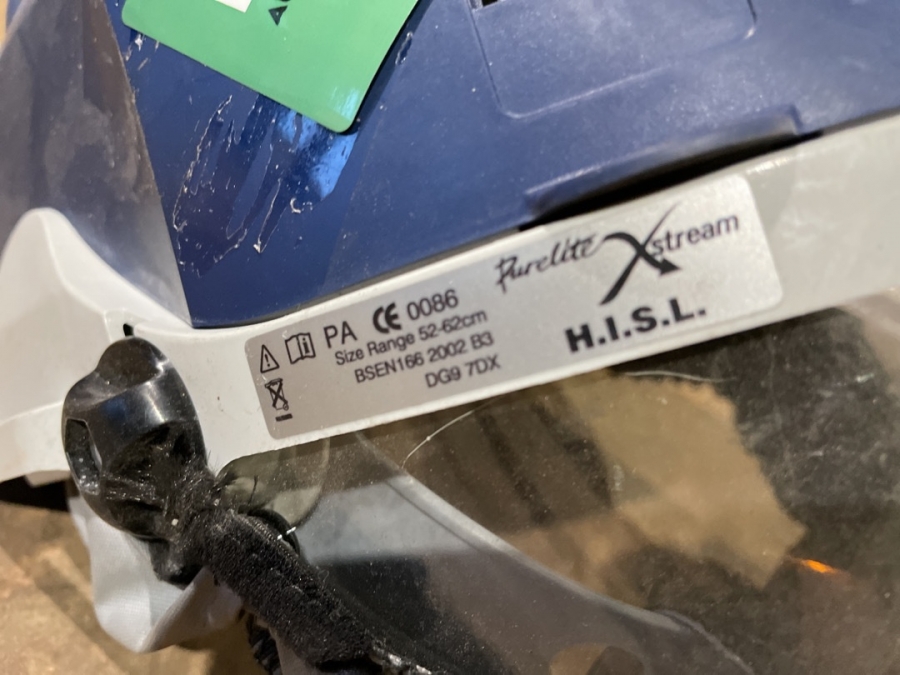 PA CE 0086
Size Range 52-62cm
BSEN166 2002 B3
DG9 7DX
Purelite Xstream
H.I.S.L.